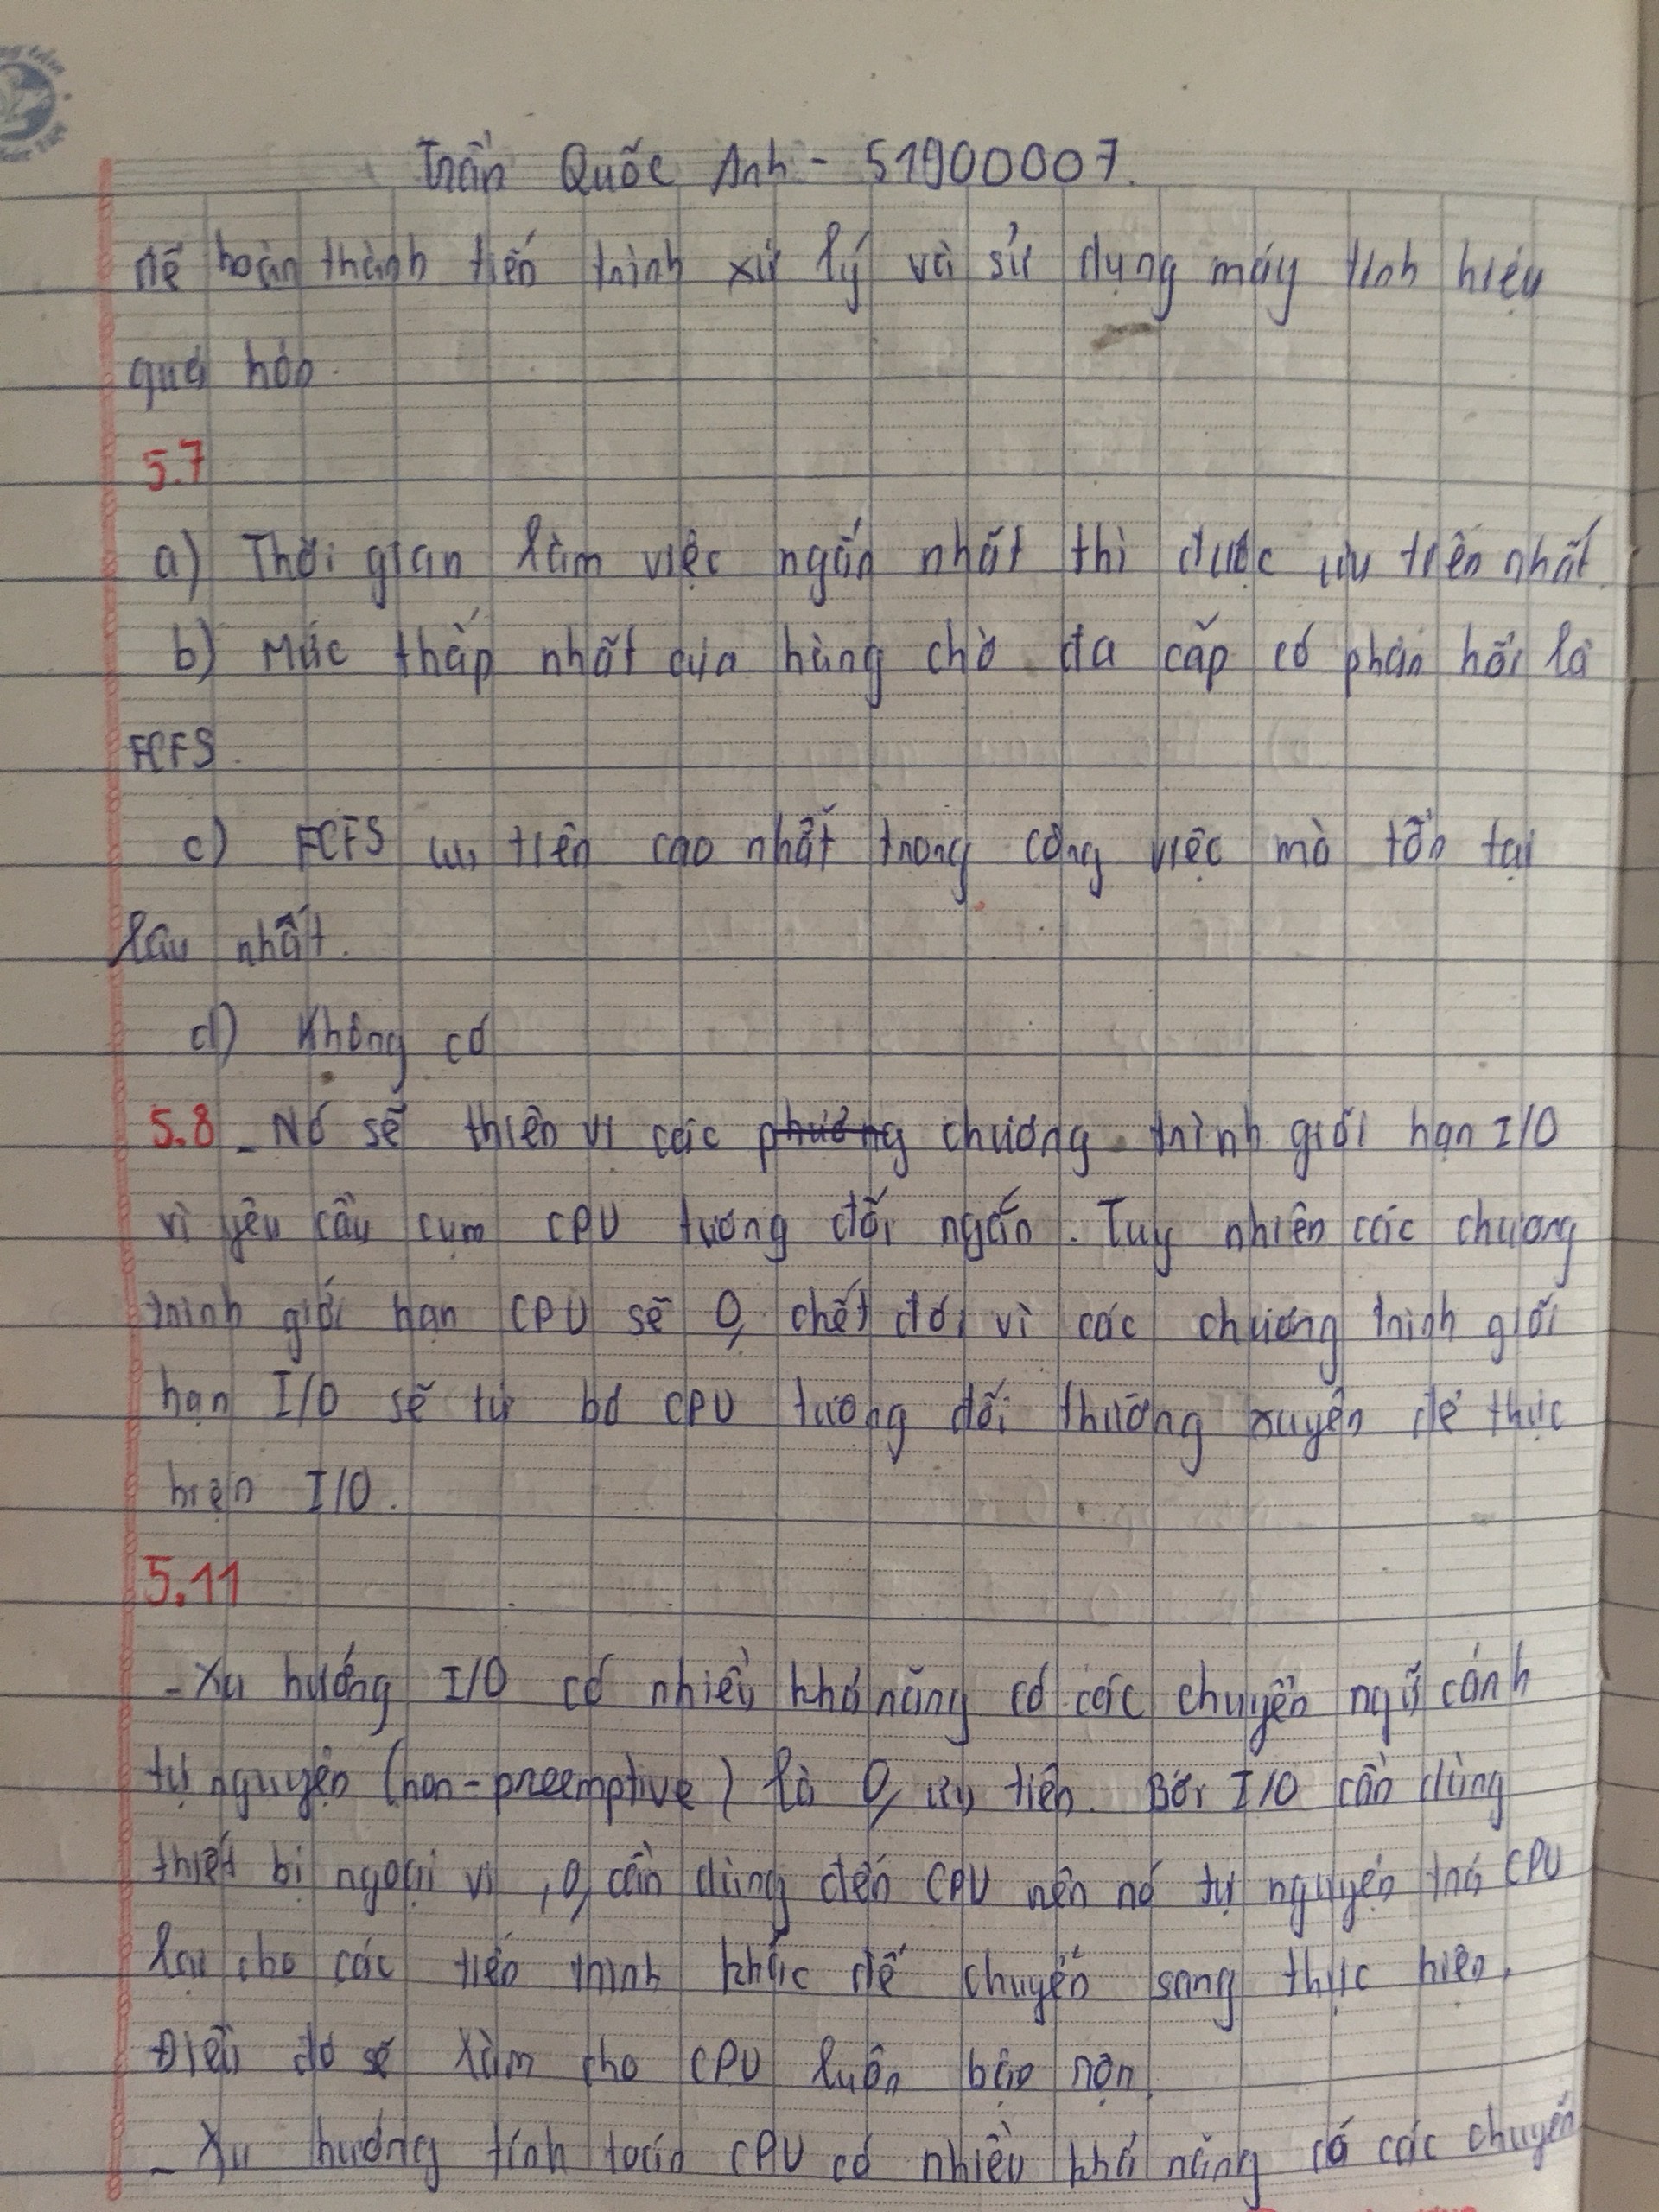 Trần Quốc Anh - 51900007.
để hoàn thành tiến trình xử lý và sử dụng máy tính hiệu
quả hơn.
5.7
a) Thời gian làm việc ngắn nhất thì được ưu tiên nhất.
b) Mức thấp nhất của hàng chờ đa cấp có phản hồi là
FCFS.
c) FCFS ưu tiên cao nhất trong công việc mà tồn tại
lâu nhất.
d) Không có
5.8 - Nó sẽ thiên vị các phương chương trình giới hạn I/O
vì yêu cầu cụm CPU tương đối ngắn. Tuy nhiên các chương
trình giới hạn CPU sẽ 0, chết đói vì các chương trình giới
hạn I/O sẽ từ bỏ CPU tương đối thường xuyên để thực
hiện I/O.
5.11
- Xu hướng I/O có nhiều khả năng có các chuyển ngữ cảnh
tự nguyện (non-preemptive) là 0, ưu tiên. Bởi I/O cần dùng
thiết bị ngoại vi, 0, cần dùng đến CPU nên nó tự nguyện trả CPU
lại cho các tiến trình khác để chuyển sang thực hiện.
Điều đó sẽ làm cho CPU luôn bận rộn.
- Xu hướng tính toán CPU có nhiều khả năng có các chuyển